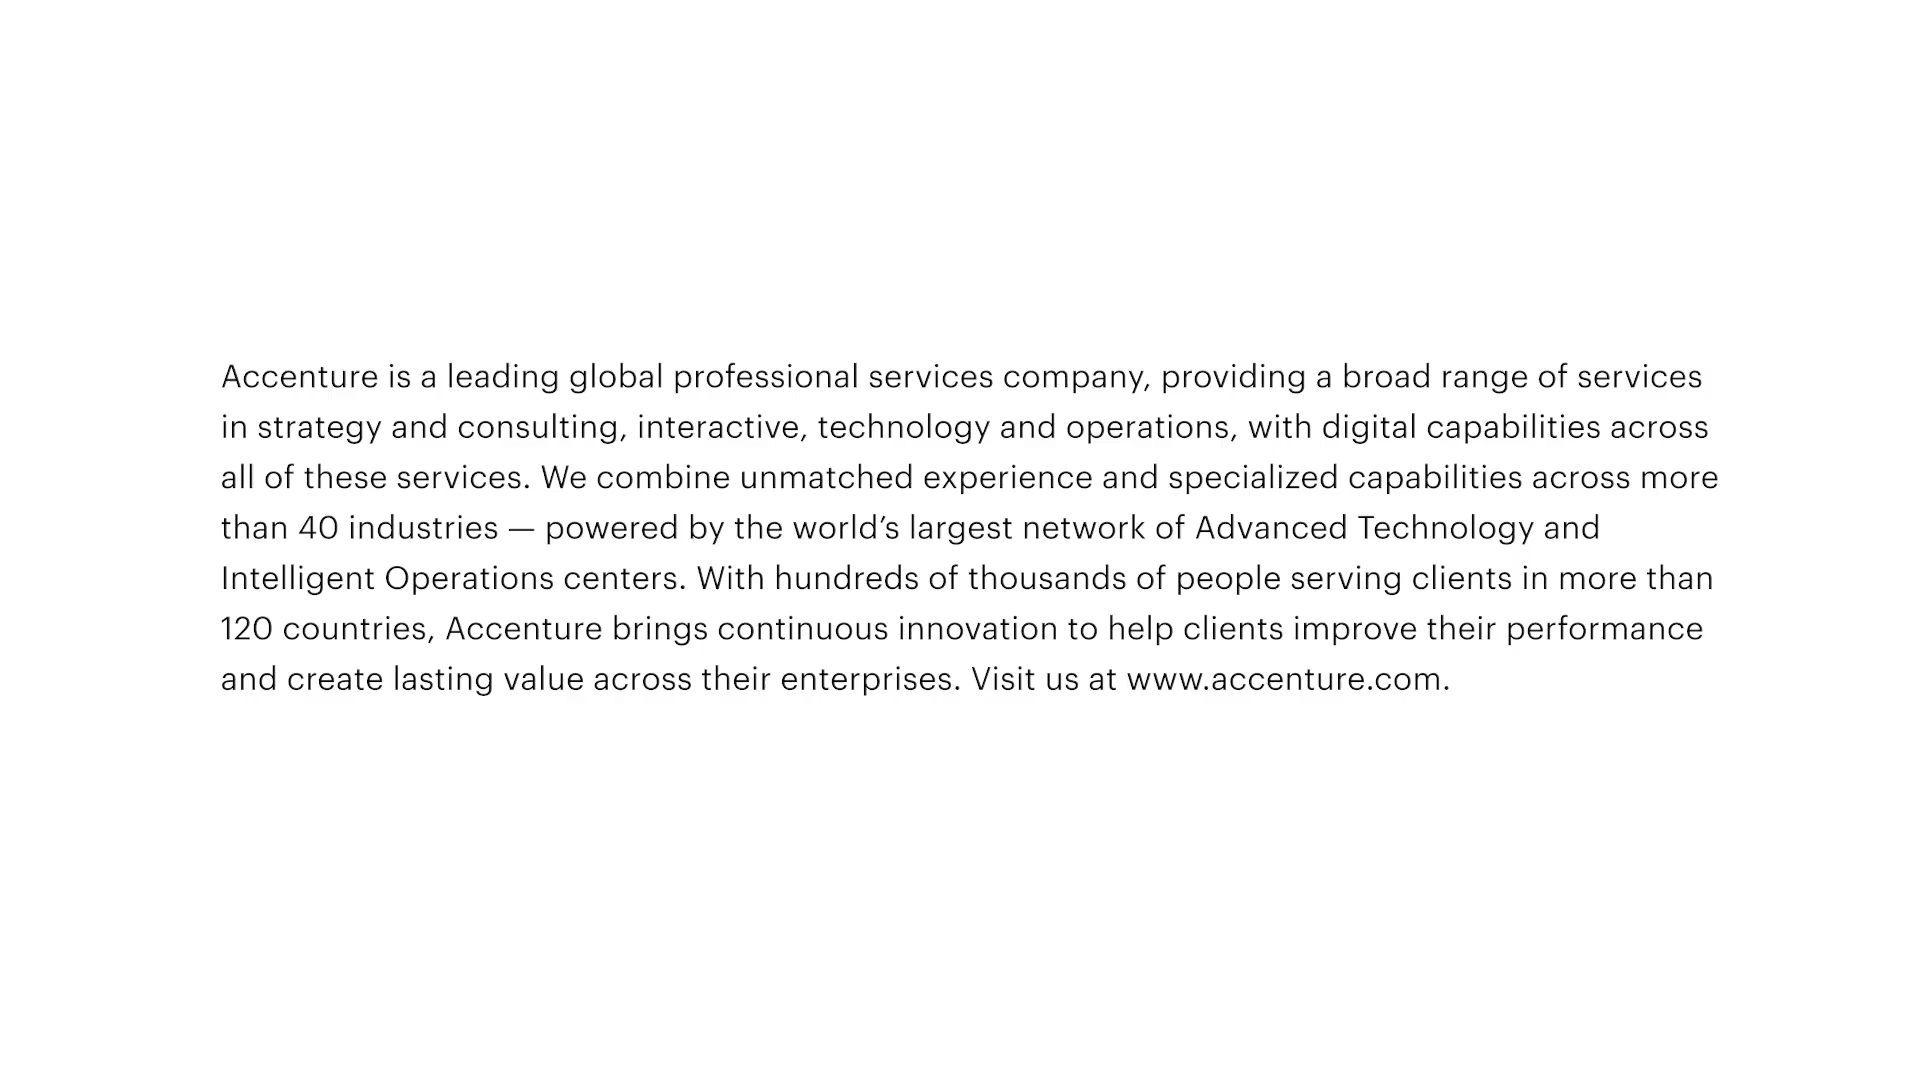 Accenture is a leading global professional services company, providing a broad range of services
in strategy and consulting, interactive, technology and operations, with digital capabilities across
all of these services. We combine unmatched experience and specialized capabilities across more
than 40 industries — powered by the world’s largest network of Advanced Technology and
Intelligent Operations centers. With hundreds of thousands of people serving clients in more than
120 countries, Accenture brings continuous innovation to help clients improve their performance
and create lasting value across their enterprises. Visit us at www.accenture.com.